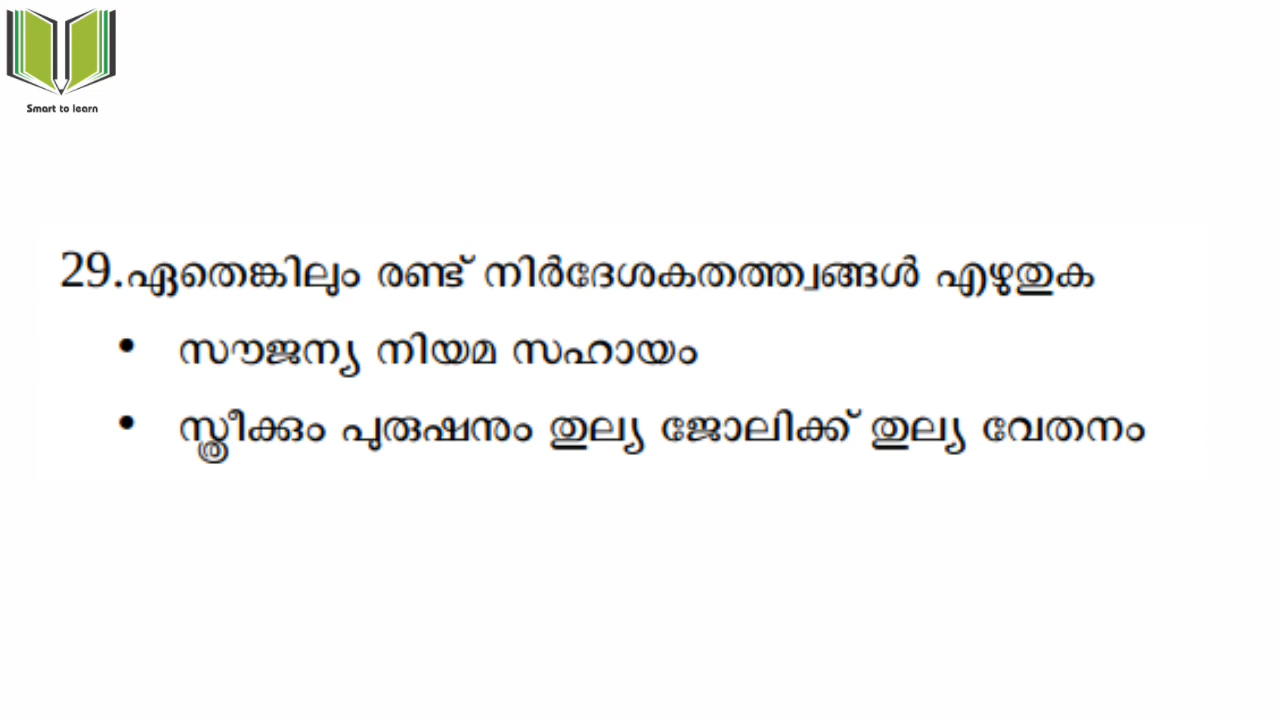 Smart to learn
29.ഏതെങ്കിലും രണ്ട് നിർദേശകതത്ത്വങ്ങൾ എഴുതുക
• സൗജന്യ നിയമ സഹായം
• സ്ത്രീക്കും പുരുഷനും തുല്യ ജോലിക്ക് തുല്യ വേതനം